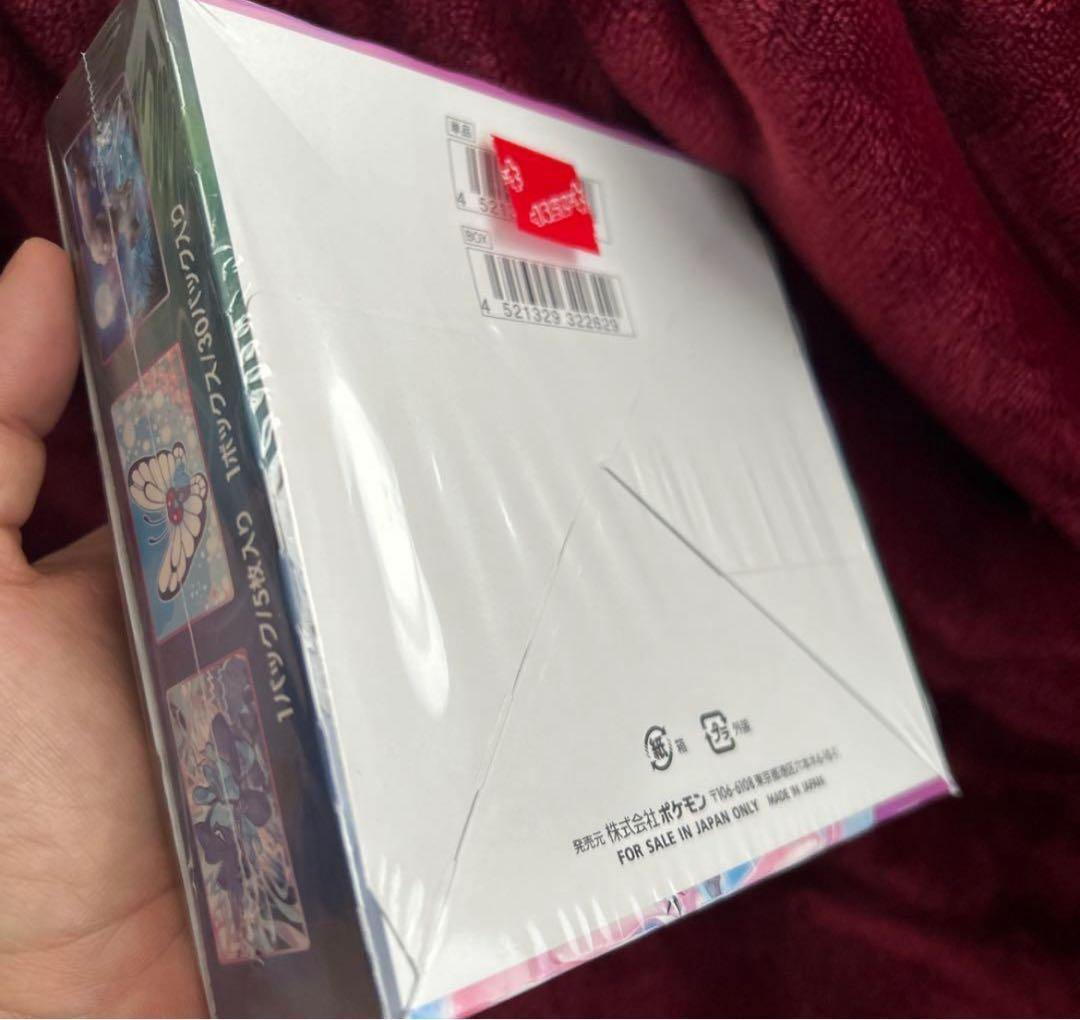 単品
4 521
BOX
4 521329 322629
1ボックス/30パック入り
1パック/5枚入り
紙 箱 プラ 外装
発売元 株式会社ポケモン 〒106-6108 東京都港区六本木6-10-1
FOR SALE IN JAPAN ONLY MADE IN JAPAN